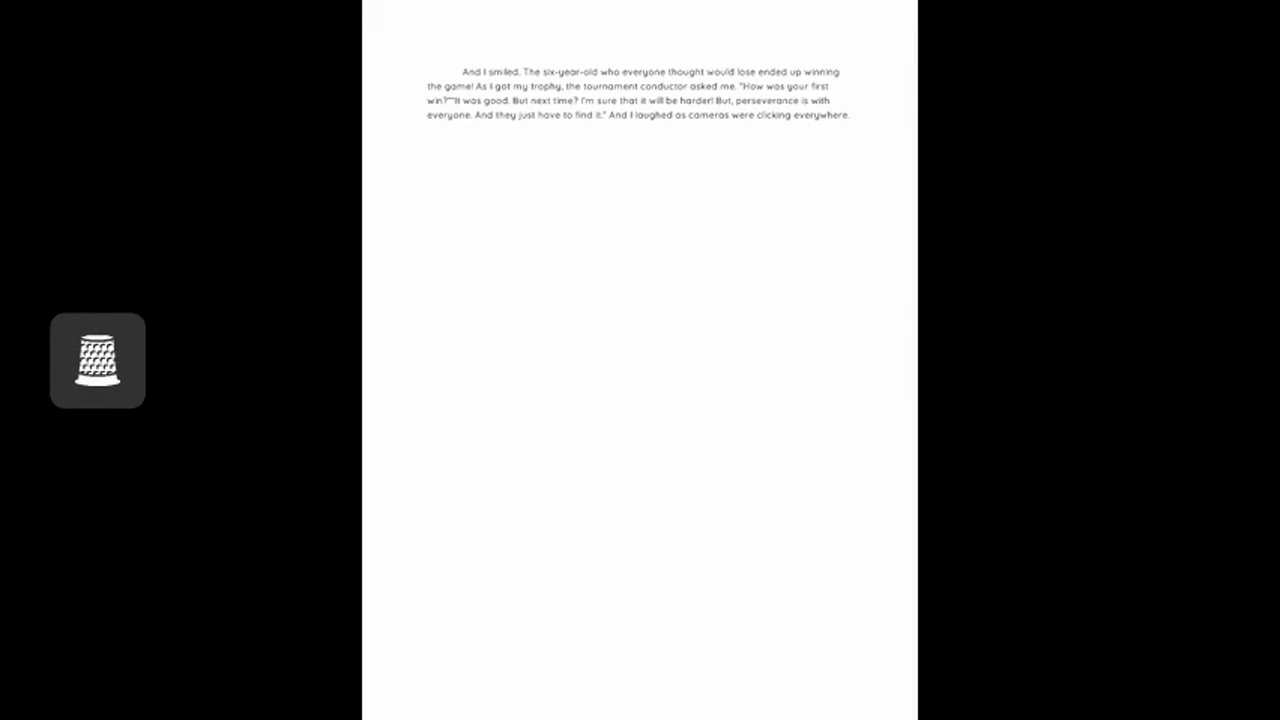 And I smiled. The six-year-old who everyone thought would lose ended up winning
the game! As I got my trophy, the tournament conductor asked me. "How was your first
win?""It was good. But next time? I'm sure that it will be harder! But, perseverance is with
everyone. And they just have to find it." And I laughed as cameras were clicking everywhere.